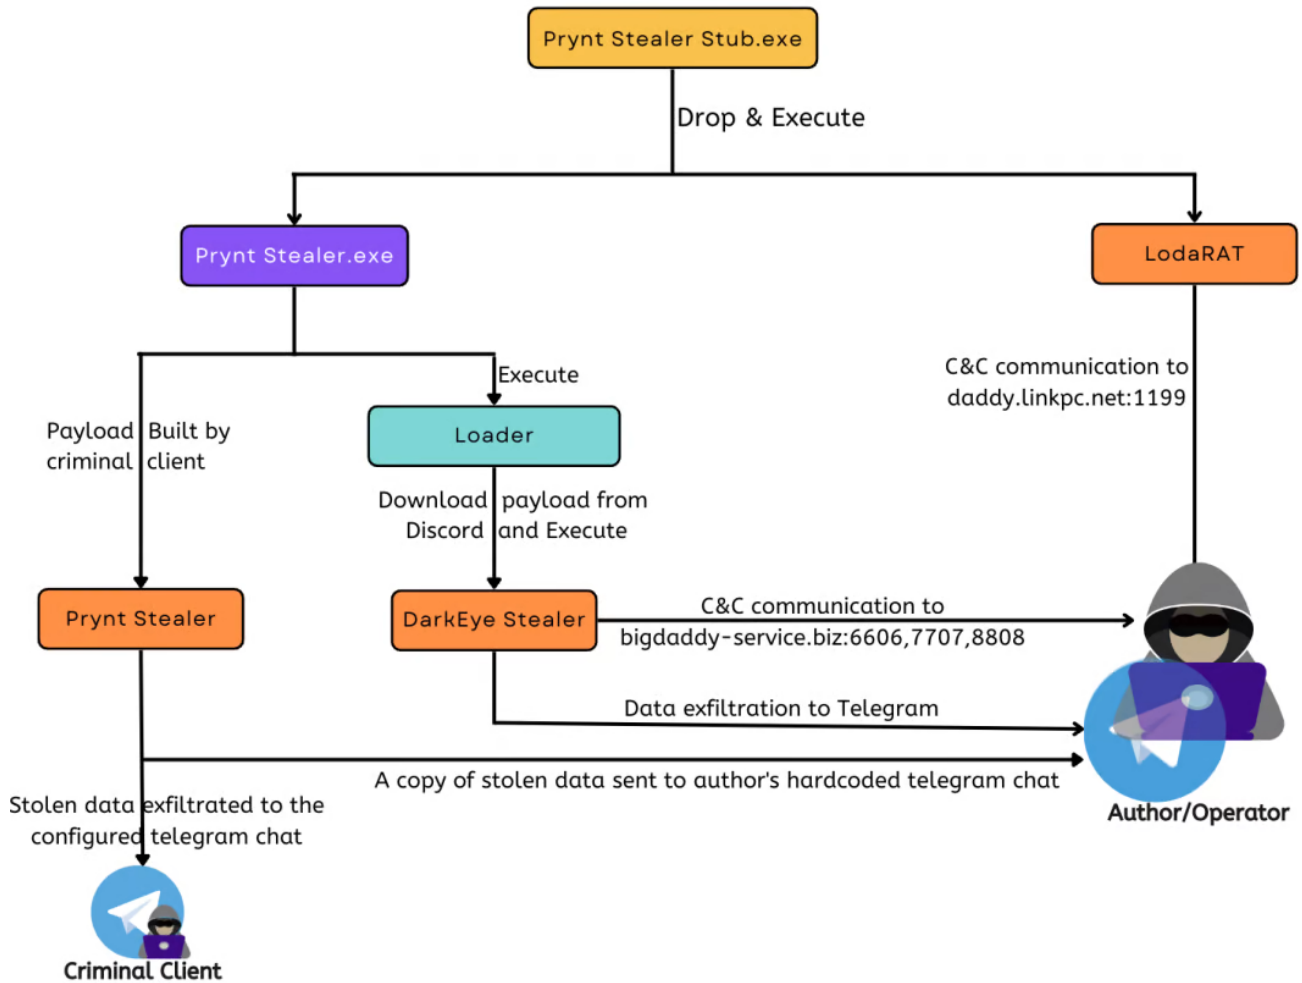 Prynt Stealer Stub.exe
Drop & Execute
Prynt Stealer.exe
LodaRAT
Execute
C&C communication to
daddy.linkpc.net:1199
Payload Built by
criminal client
Loader
Download payload from
Discord and Execute
Prynt Stealer
DarkEye Stealer
C&C communication to
bigdaddy-service.biz:6606,7707,8808
Data exfiltration to Telegram
A copy of stolen data sent to author's hardcoded telegram chat
Stolen data exfiltrated to the
configured telegram chat
Author/Operator
Criminal Client